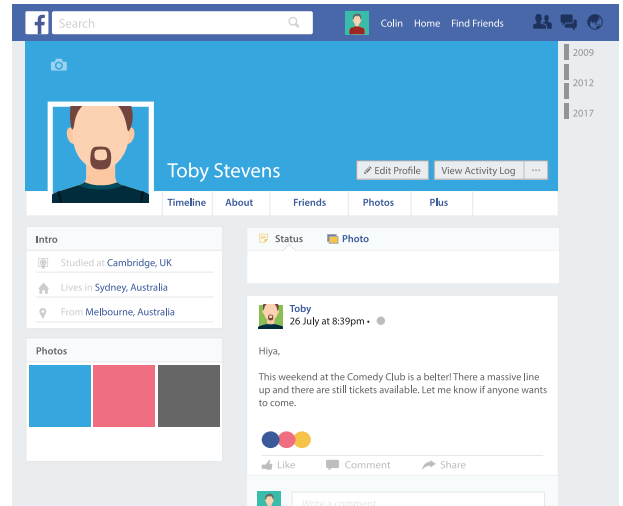 f Search Colin Home Find Friends
2009
2012
2017
Toby Stevens
Edit Profile View Activity Log ...
Timeline About Friends Photos Plus
Intro
Studied at Cambridge, UK
Lives in Sydney, Australia
From Melbourne, Australia
Photos
Status Photo
Toby
26 July at 8:39pm •
Hiya,
This weekend at the Comedy Club is a belter! There a massive line
up and there are still tickets available. Let me know if anyone wants
to come.
Like Comment Share
Write a comment